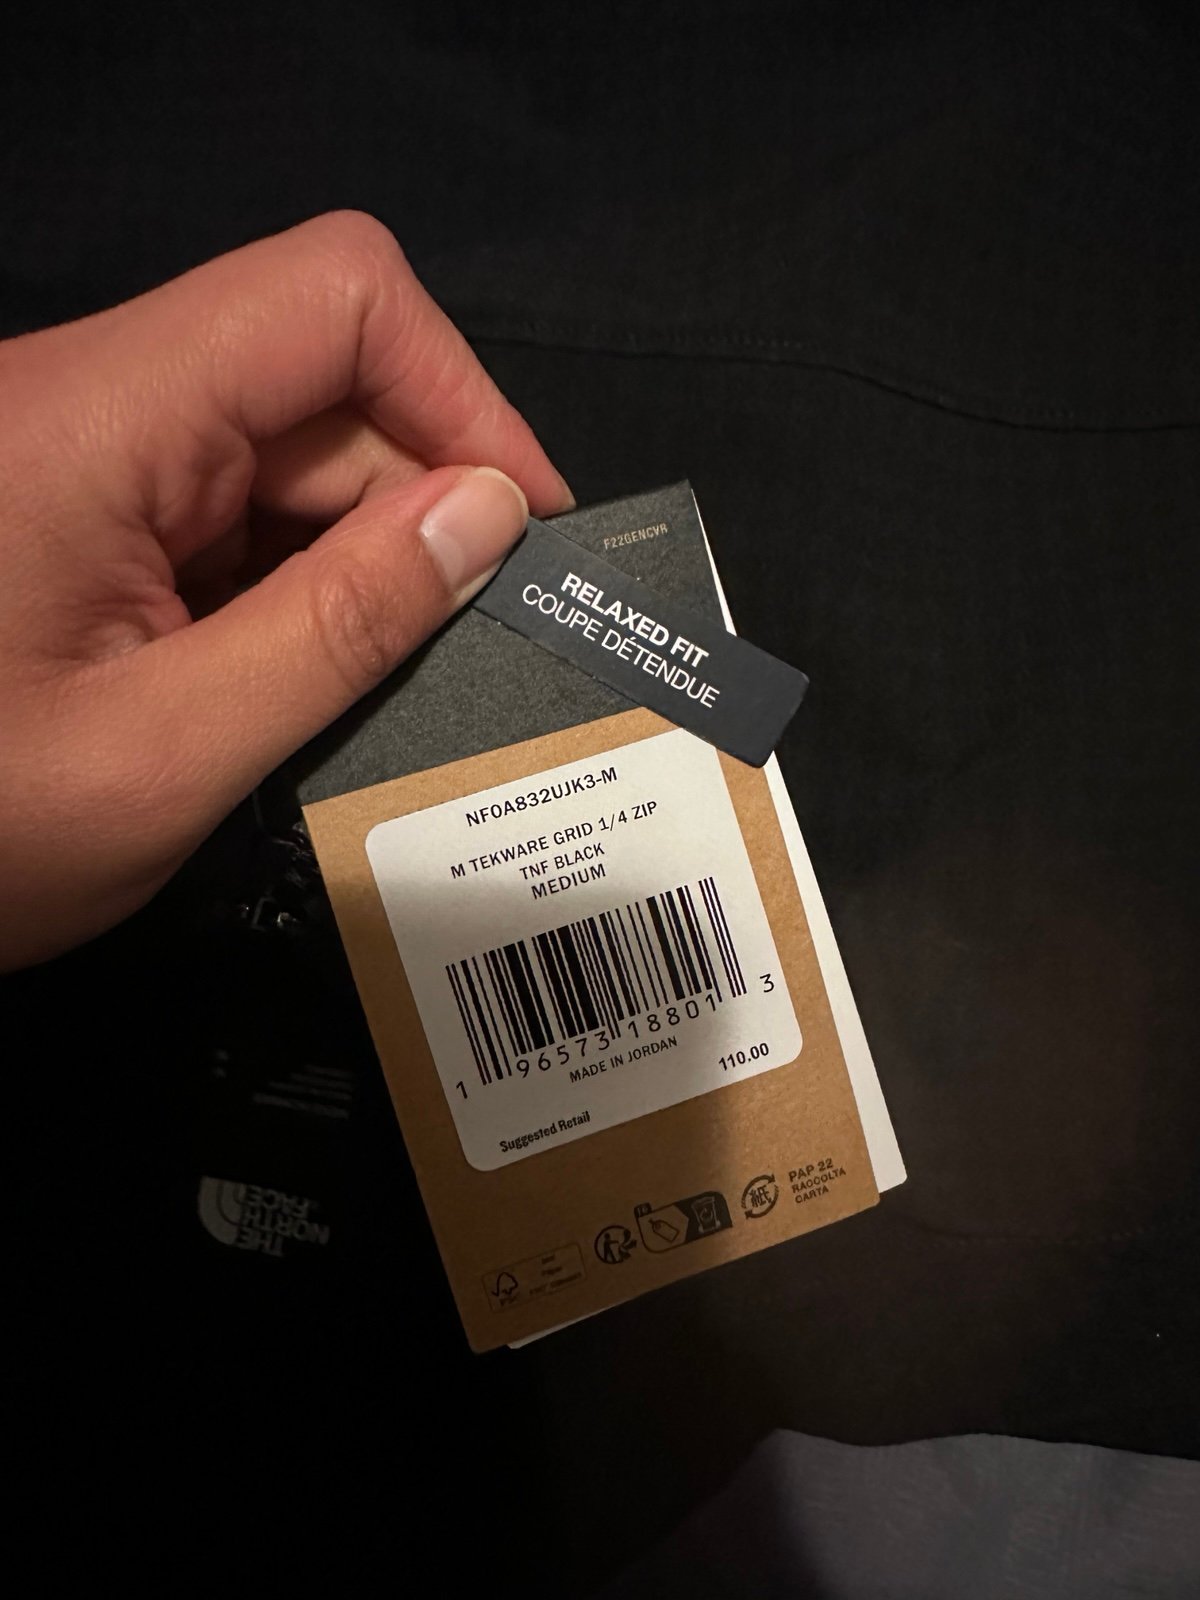 F22GENCVR
RELAXED FIT
COUPE DÉTENDUE
NF0A832UJK3-M
M TEKWARE GRID 1/4 ZIP
TNF BLACK
MEDIUM
1 96573 18801 3
MADE IN JORDAN
110.00
Suggested Retail
PAP 22
RACCOLTA
CARTA
FSC
THE
NORTH
FACE